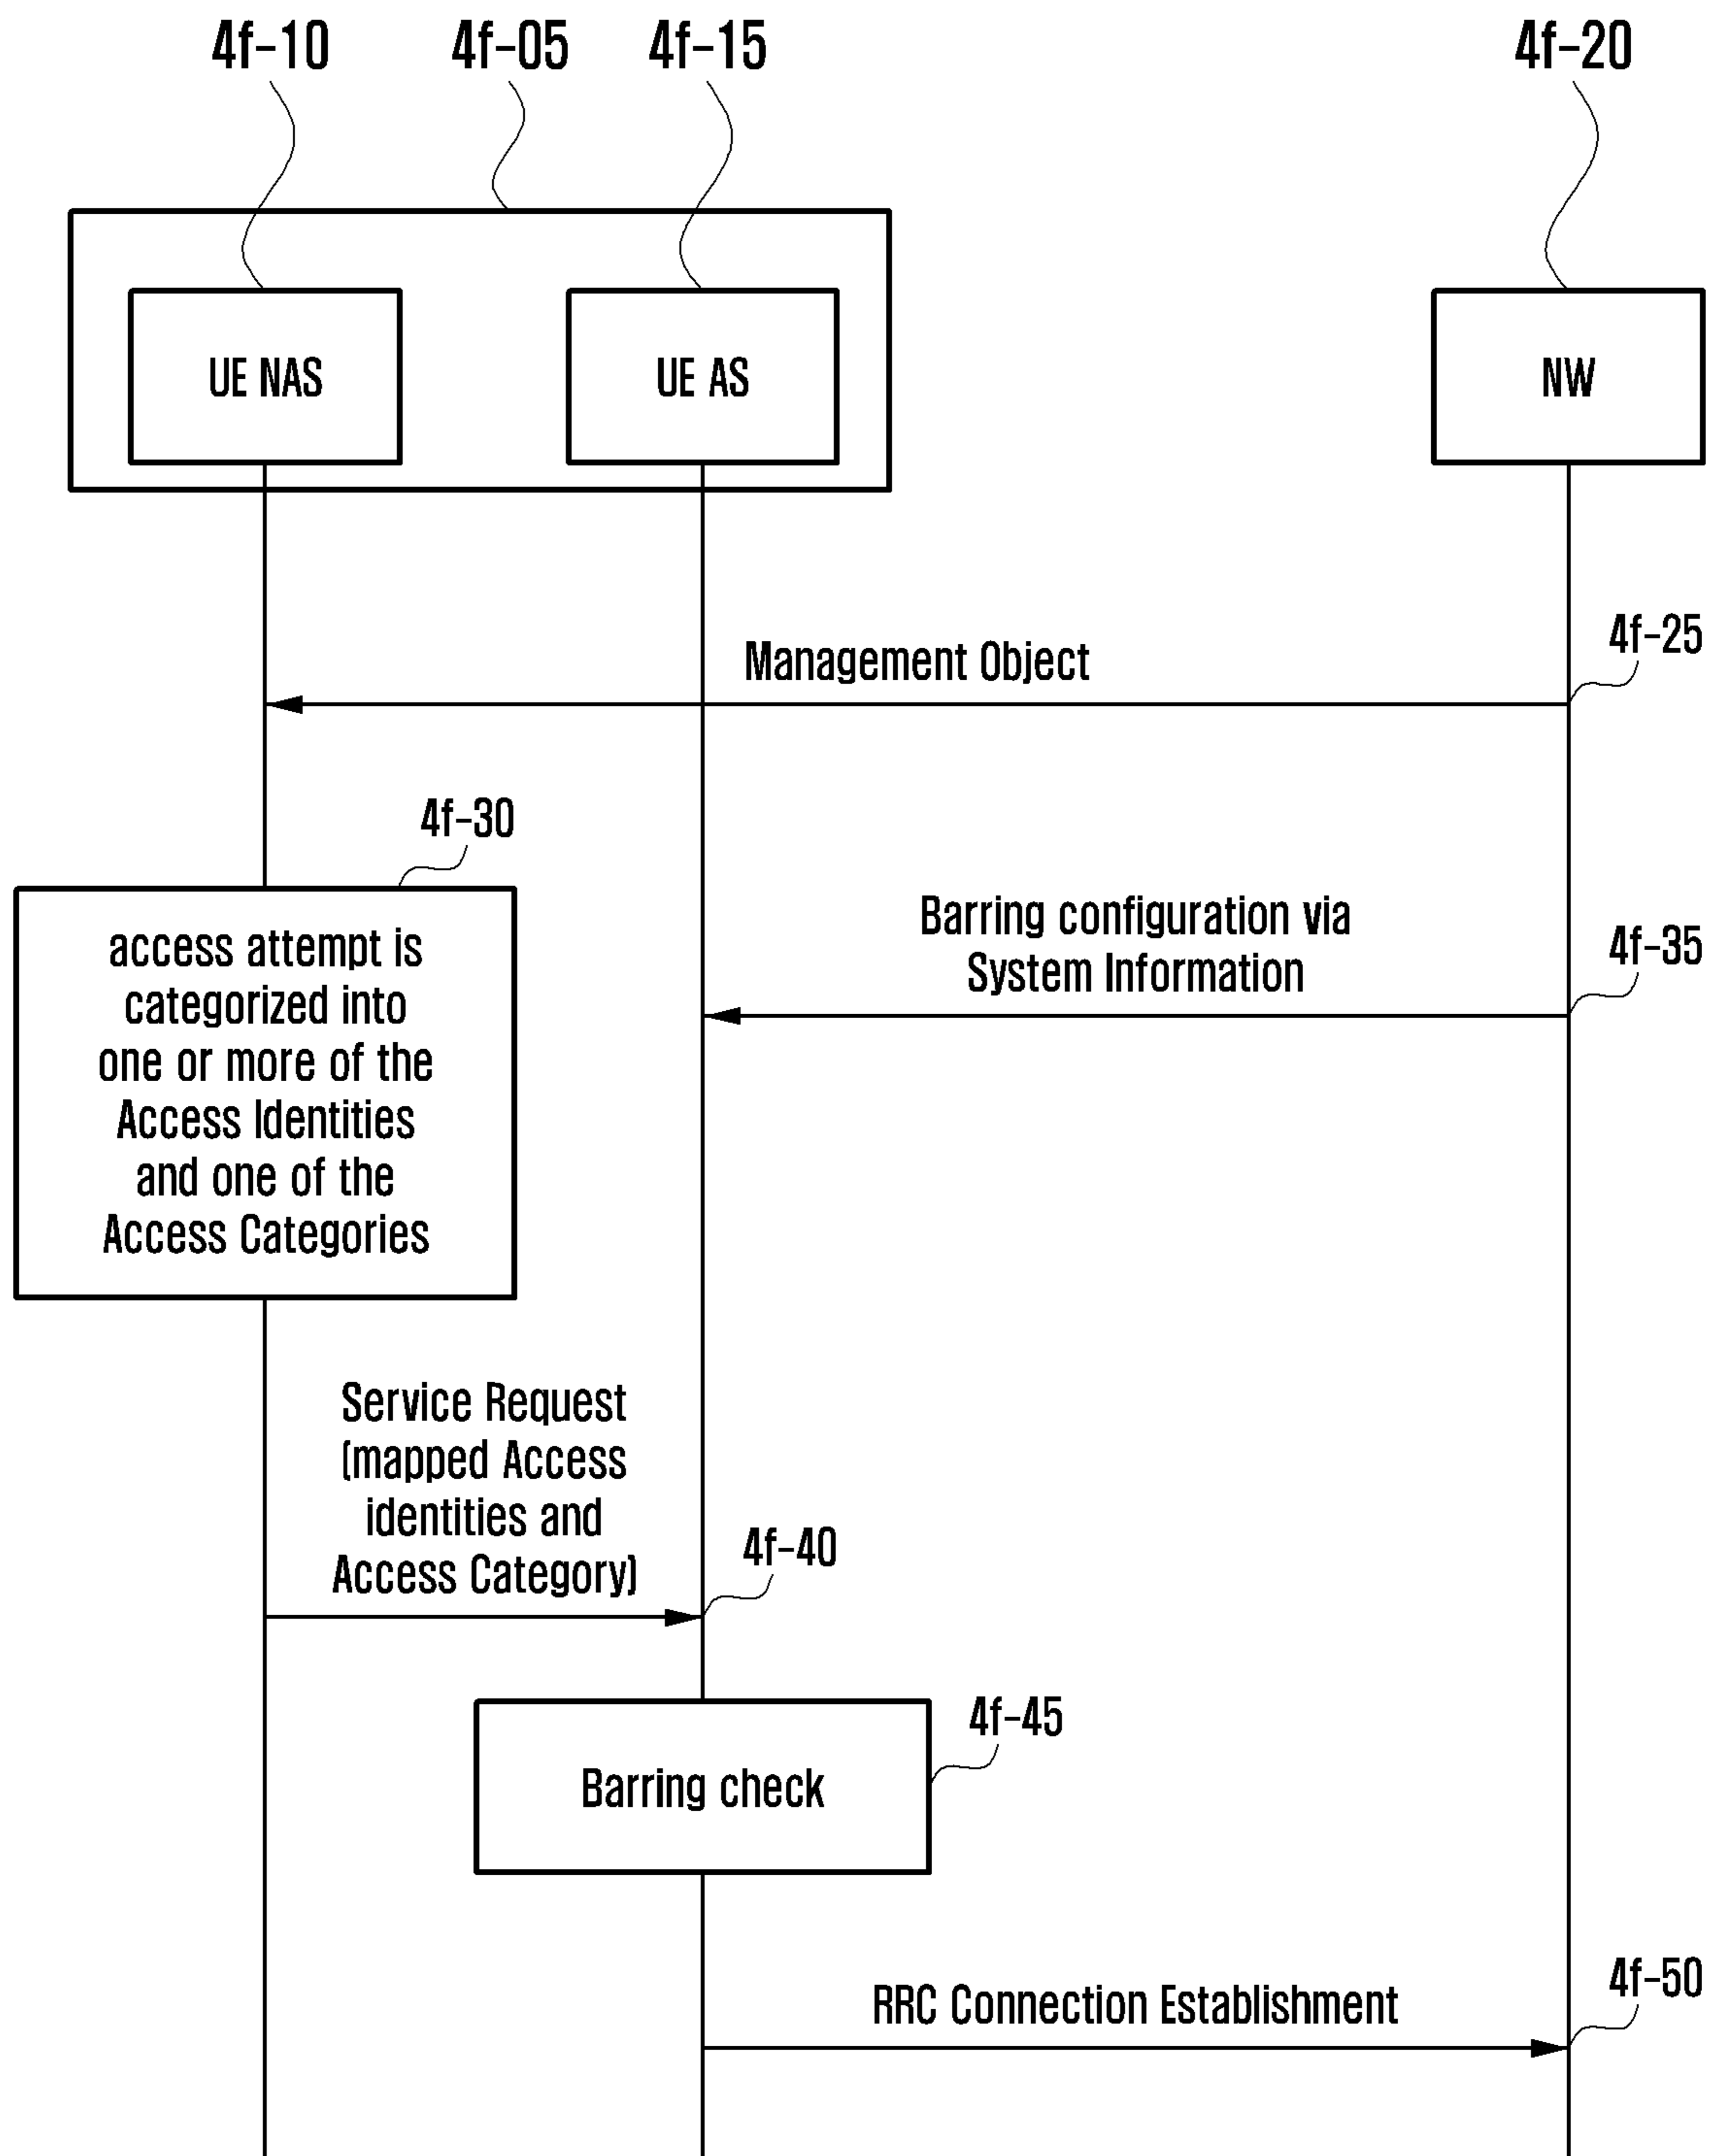 4f-10
4f-05
4f-15
4f-20
UE NAS
UE AS
NW
4f-25
Management Object
4f-30
access attempt is
categorized into
one or more of the
Access Identities
and one of the
Access Categories
Barring configuration via
System Information
4f-35
Service Request
(mapped Access
identities and
Access Category)
4f-40
Barring check
4f-45
RRC Connection Establishment
4f-50